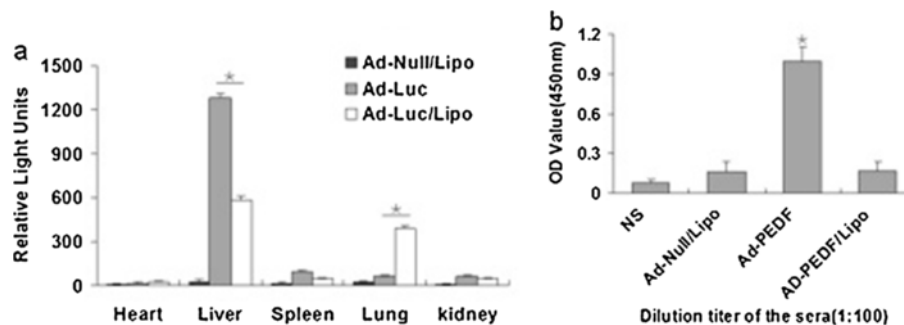 a
Relative Light Units
1500
1200
900
600
300
0
Ad-Null/Lipo
Ad-Luc
Ad-Luc/Lipo
*
*
Heart Liver Spleen Lung kidney
b
OD Value(450nm)
1.2
0.9
0.6
0.3
0
*
NS
Ad-Null/Lipo
Ad-PEDF
AD-PEDF/Lipo
Dilution titer of the sera(1:100)